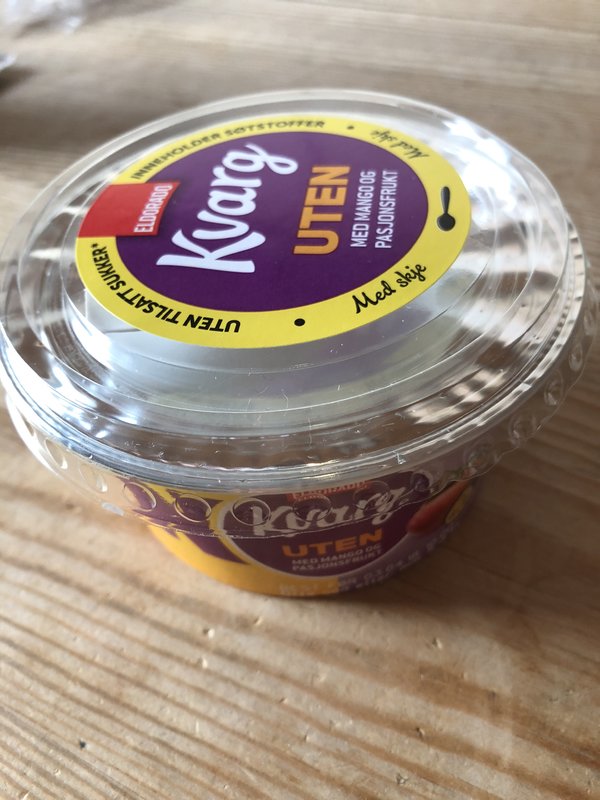 INNEHOLDER SØTSTOFFER
Med skje
ELDORADO
Kvarg
UTEN
MED MANGO OG
PASJONSFRUKT
UTEN TILSATT SUKKER*
Med skje
ELDORADO
Kvarg
UTEN
MED MANGO OG
PASJONSFRUKT